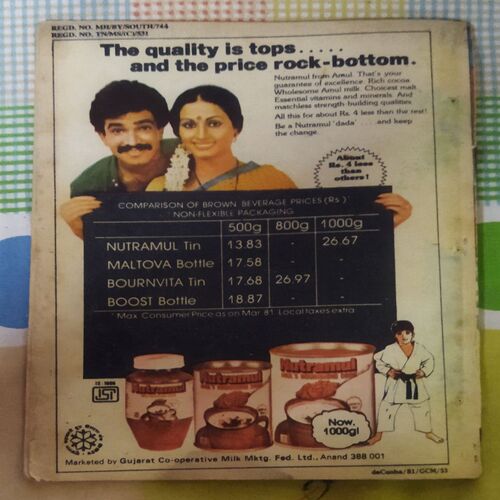 REGD. NO. MH/BY/SOUTH/744
REGD. NO. TN/MS/(C)/531
The quality is tops.....
and the price rock-bottom.
Nutramul from Amul. That's your
guarantee of excellence. Rich cocoa.
Wholesome Amul milk. Choicest malt.
Essential vitamins and minerals. And
matchless strength-building qualities.
All this for about Rs. 4 less than the rest!
Be a Nutramul 'dada' ....and keep
the change.
About
Rs. 4 less
than
others!
COMPARISON OF BROWN BEVERAGE PRICES (Rs.)
NON-FLEXIBLE PACKAGING
500g 800g 1000g
NUTRAMUL Tin 13.83 - 26.67
MALTOVA Bottle 17.58 - -
BOURNVITA Tin 17.68 26.97 -
BOOST Bottle 18.87 - -
*Max. Consumer Price as on Mar 81. Local taxes extra
IS:1806
ISI
Nutramul
Nutramul
Nutramul
Now,
1000g!
Marketed by Gujarat Co-operative Milk Mktg. Fed. Ltd., Anand 388 001
daCunha/81/GCM/53